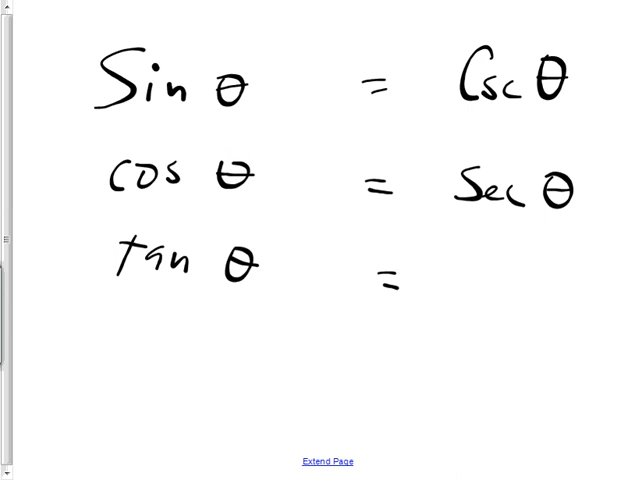 Sin θ = Csc θ
cos θ = Sec θ
tan θ =
Extend Page